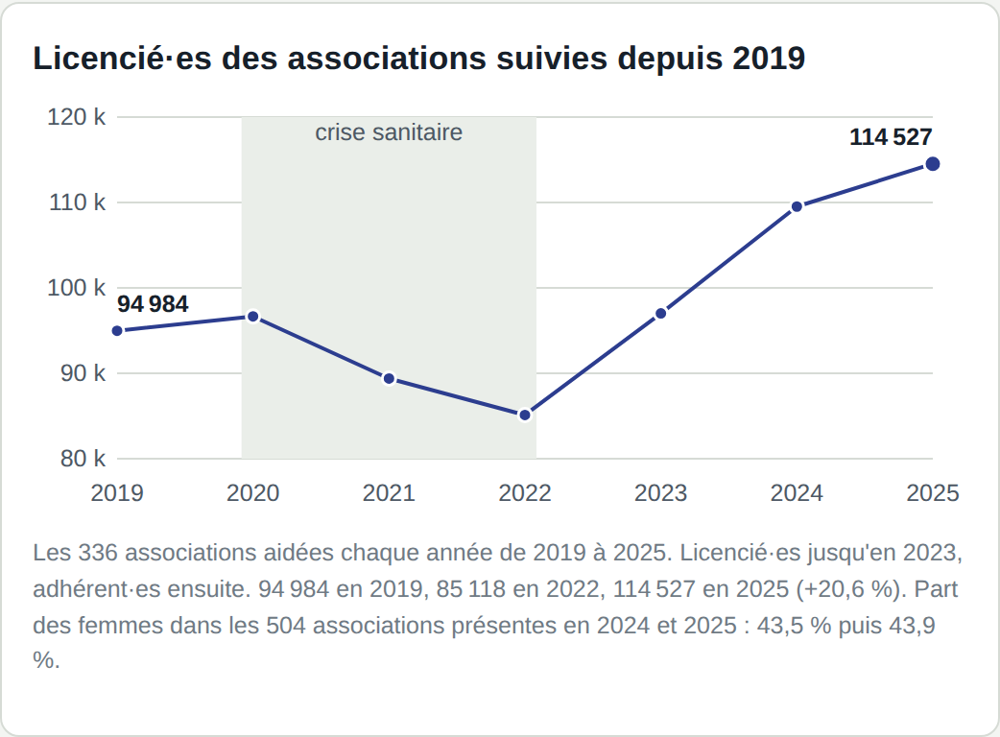 Licencié·es des associations suivies depuis 2019
120 k
crise sanitaire
114 527
110 k
100 k
94 984
90 k
80 k
2019 2020 2021 2022 2023 2024 2025
Les 336 associations aidées chaque année de 2019 à 2025. Licencié·es jusqu'en 2023,
adhérent·es ensuite. 94 984 en 2019, 85 118 en 2022, 114 527 en 2025 (+20,6 %). Part
des femmes dans les 504 associations présentes en 2024 et 2025 : 43,5 % puis 43,9
%.